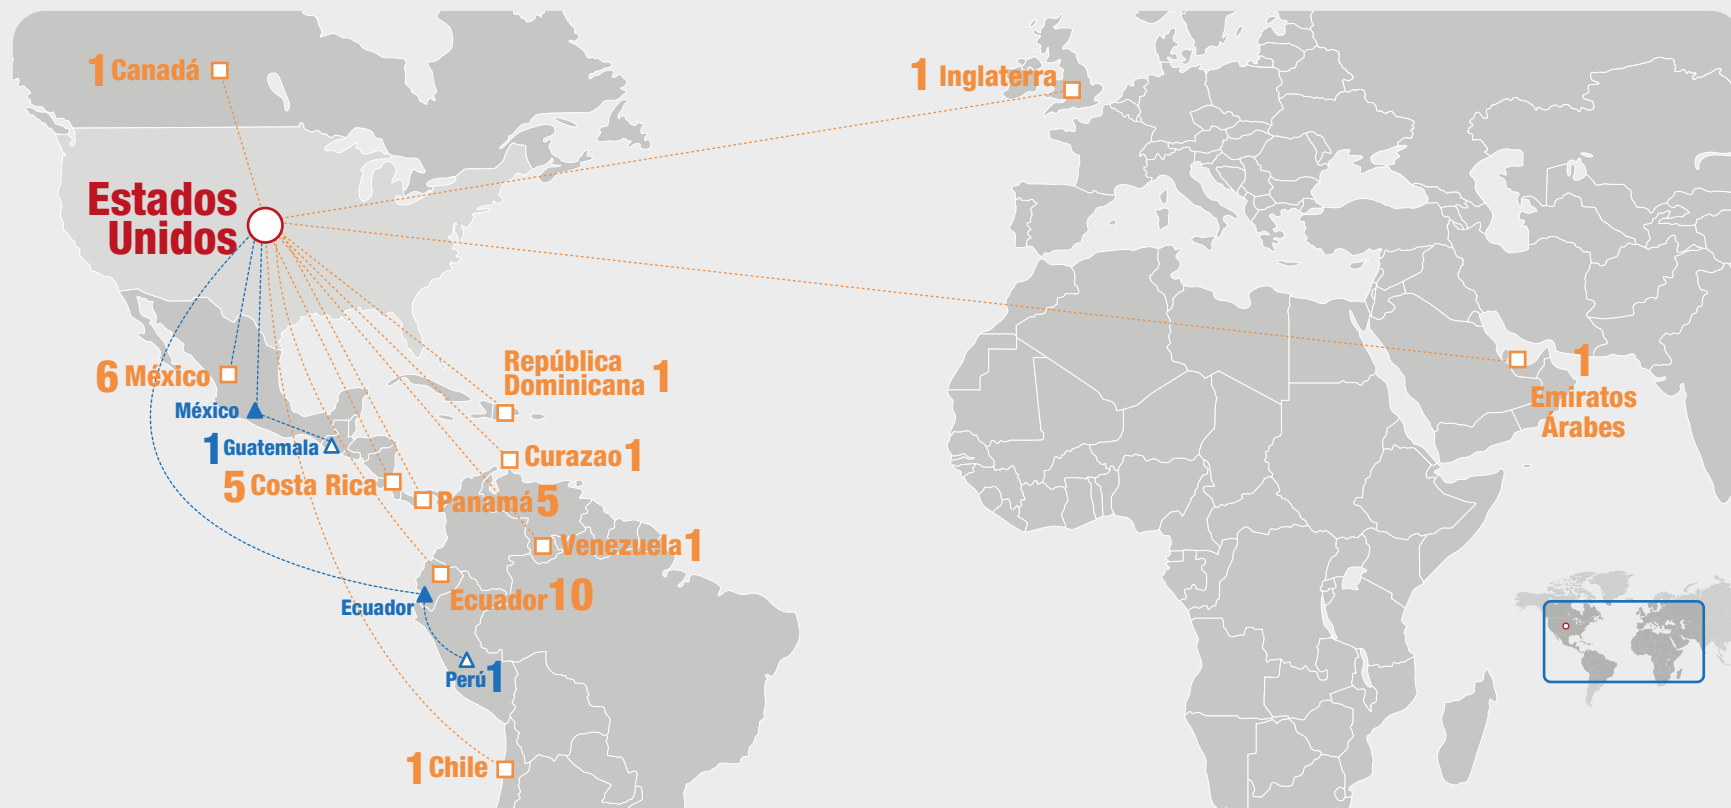 1 Canadá
1 Inglaterra
Estados
Unidos
República
Dominicana 1
1
Emiratos
Árabes
6 México
México
1 Guatemala
Curazao 1
5 Costa Rica
Panamá 5
Venezuela 1
Ecuador 10
Ecuador
Perú 1
1 Chile